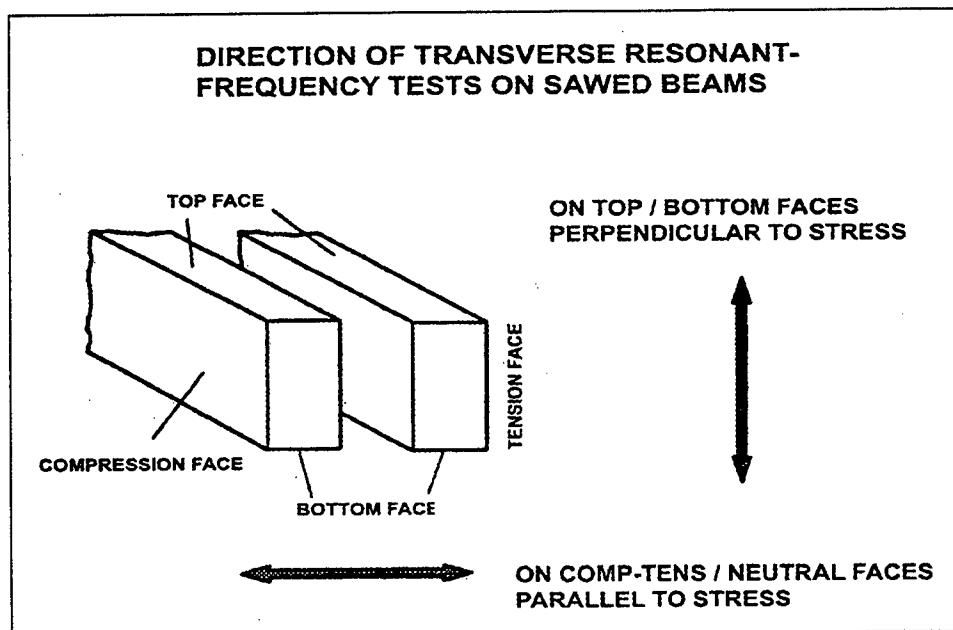 DIRECTION OF TRANSVERSE RESONANT-
FREQUENCY TESTS ON SAWED BEAMS
TOP FACE
ON TOP / BOTTOM FACES
PERPENDICULAR TO STRESS
TENSION FACE
COMPRESSION FACE
BOTTOM FACE
ON COMP-TENS / NEUTRAL FACES
PARALLEL TO STRESS